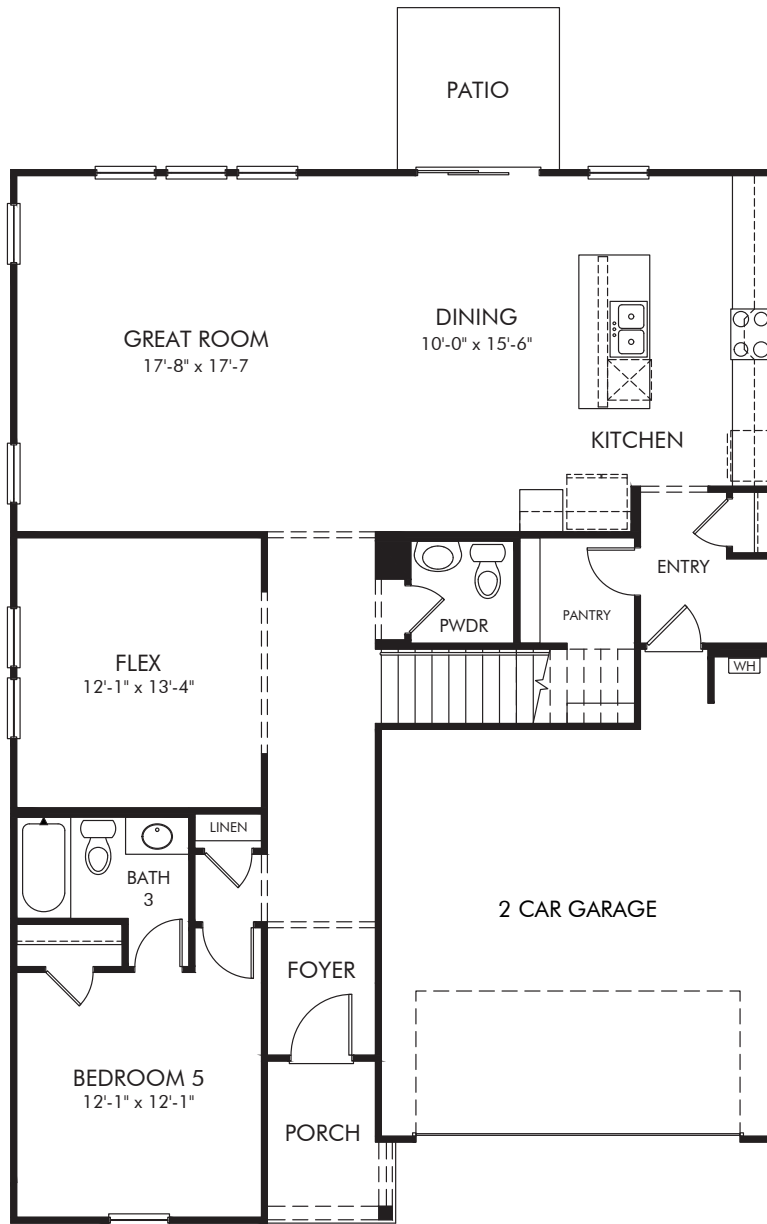 PATIO
GREAT ROOM
17'-8" x 17'-7
DINING
10'-0" x 15'-6"
KITCHEN
ENTRY
PWDR
PANTRY
WH
FLEX
12'-1" x 13'-4"
LINEN
BATH
3
2 CAR GARAGE
FOYER
BEDROOM 5
12'-1" x 12'-1"
PORCH